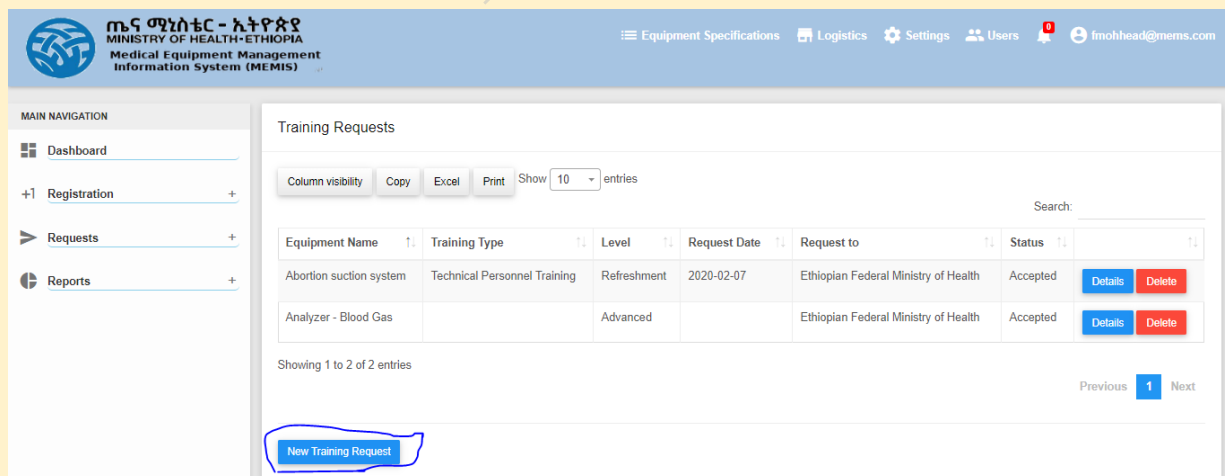 ጤና ሚኒስቴር - ኢትዮጵያ
MINISTRY OF HEALTH-ETHIOPIA
Medical Equipment Management
Information System (MEMIS)
Equipment Specifications Logistics Settings Users 0 fmohhead@mems.com
MAIN NAVIGATION
Dashboard
+1 Registration +
Requests +
Reports +
Training Requests
Column visibility Copy Excel Print Show 10 entries
Search:
Equipment Name Training Type Level Request Date Request to Status
Abortion suction system Technical Personnel Training Refreshment 2020-02-07 Ethiopian Federal Ministry of Health Accepted Details Delete
Analyzer - Blood Gas Advanced Ethiopian Federal Ministry of Health Accepted Details Delete
Showing 1 to 2 of 2 entries
Previous 1 Next
New Training Request